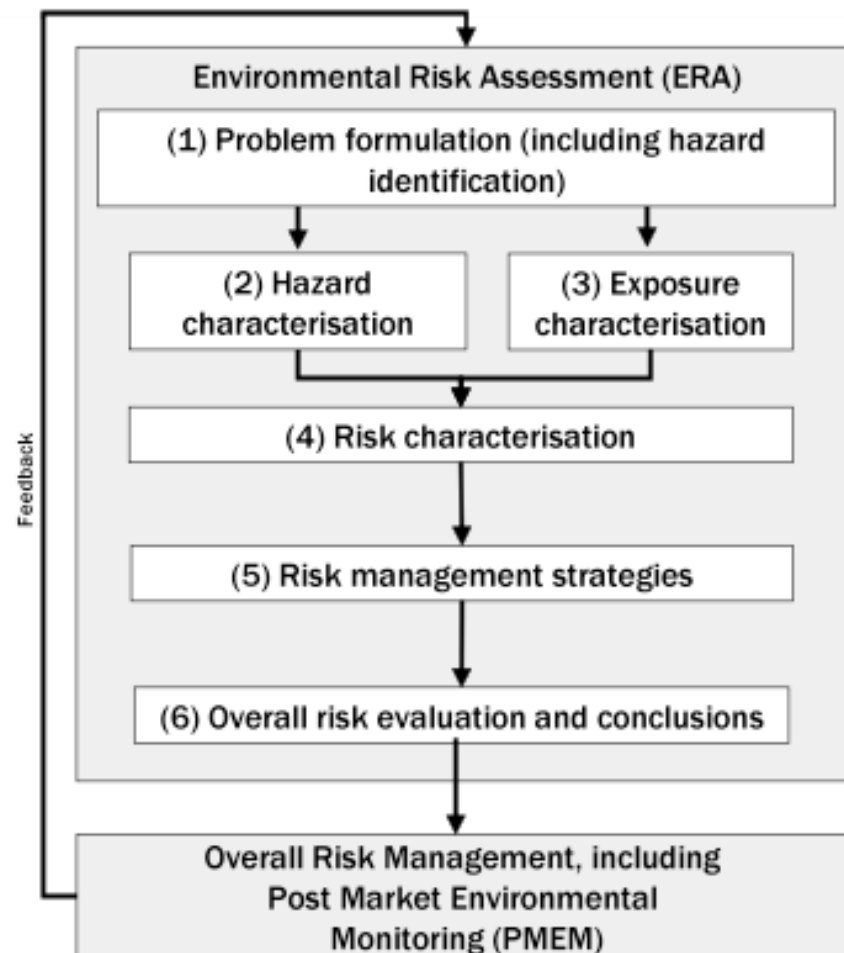 Environmental Risk Assessment (ERA)
(1) Problem formulation (including hazard
identification)
(2) Hazard
characterisation
(3) Exposure
characterisation
(4) Risk characterisation
(5) Risk management strategies
(6) Overall risk evaluation and conclusions
Overall Risk Management, including
Post Market Environmental
Monitoring (PMEM)
Feedback